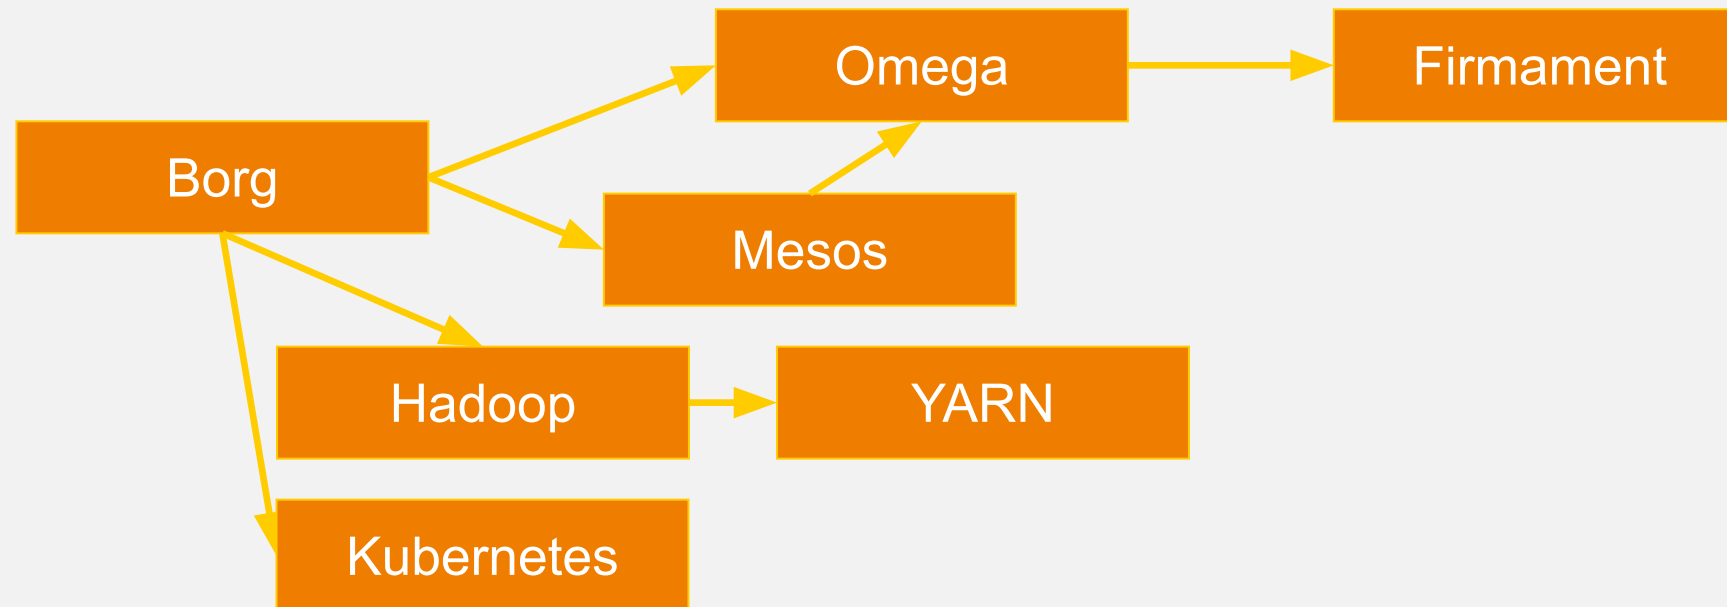 Omega
Firmament
Borg
Mesos
Hadoop
YARN
Kubernetes